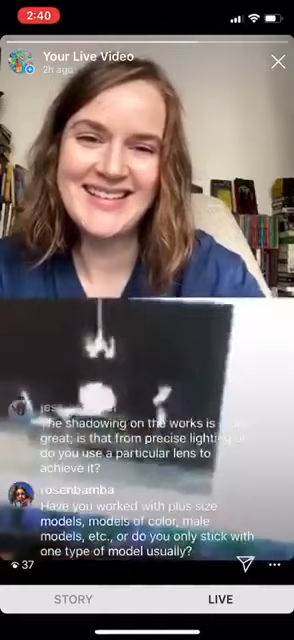 2:40
Your Live Video
2h ago
The shadowing on the works is
great; is that from precise lighting or
do you use a particular lens to
achieve it?
rosenbamba
Have you worked with plus size
models, models of color, male
models, etc., or do you only stick with
one type of model usually?
37
STORY
LIVE